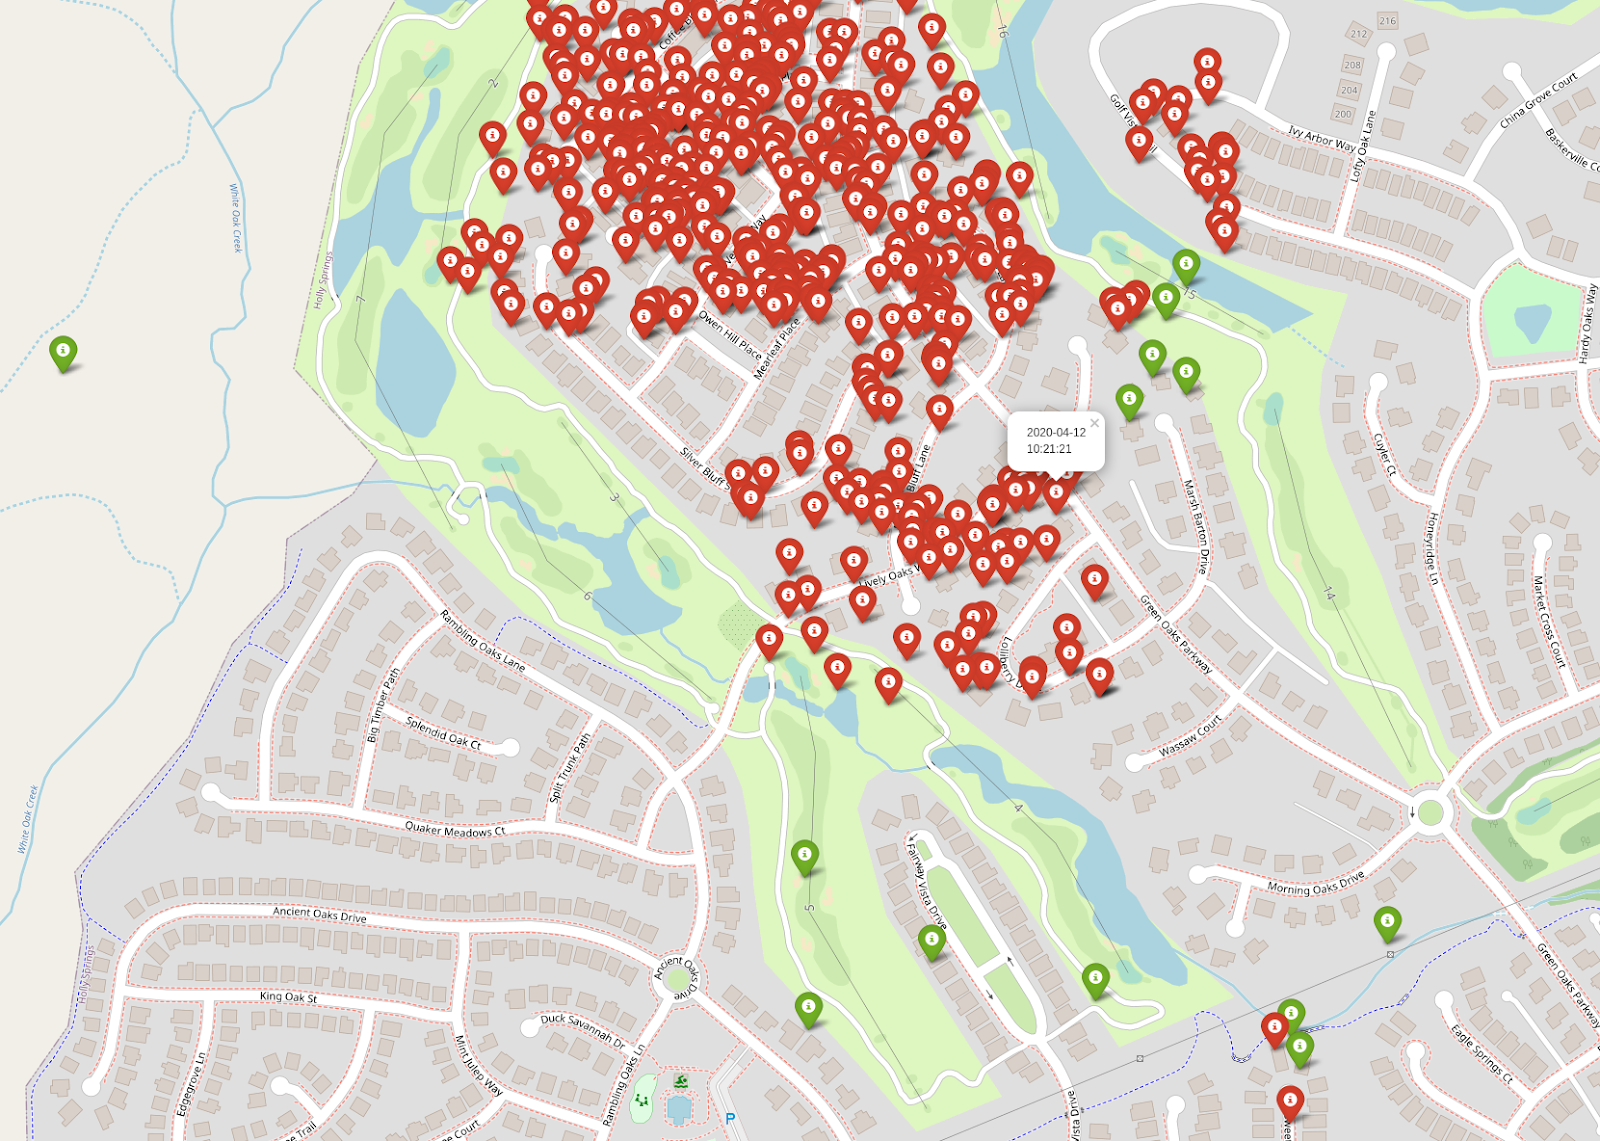 216
212
208
204
200
16
2
Golf Vis
Ivy Arbor Way
Lofty Oak Lane
China Grove Court
Baskerville Co
White Oak Creek
Holly Springs
7
15
Hardy Oaks Way
Owen Hill Place
Mearleaf Place
Silver Bluff S
Bluff Lane
2020-04-12
10:21:21
×
Cuyler Ct
Marsh Barton Drive
Honeyridge Ln
Market Cross Court
3
6
14
Lively Oaks W
Green Oaks Parkway
Lolliberry D
Rambling Oaks Lane
Big Timber Path
Splendid Oak Ct
Split Trunk Path
Wassaw Court
White Oak Creek
Quaker Meadows Ct
4
Fairway Vista Drive
Morning Oaks Drive
5
Ancient Oaks Drive
Holly Springs
Ancient Oaks Drive
Green Oaks Parkway
King Oak St
Duck Savannah Dr
Mint Julep Way
Rambling Oaks Ln
Edgegrove Ln
Eagle Springs Ct
P
Trail
Court
Drive